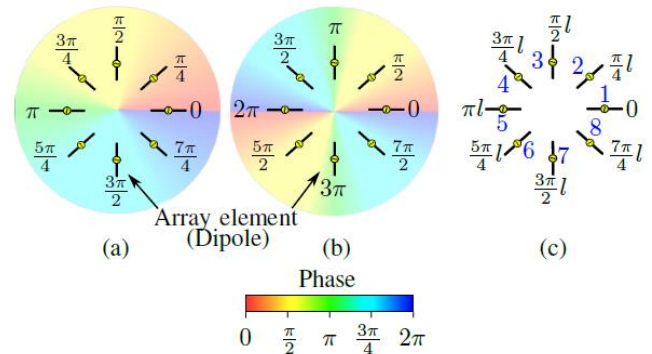 π/2
3π/4 π/4
π 0
5π/4 7π/4
3π/2
(a)
π
3π/2 π/2
2π 0
5π/2 7π/2
3π
(b)
Array element
(Dipole)
π/2 l
3π/4 l 3 2 π/4 l
4 1
πl 0
5 8
5π/4 l 6 7 7π/4 l
3π/2 l
(c)
Phase
0 π/2 π 3π/4 2π